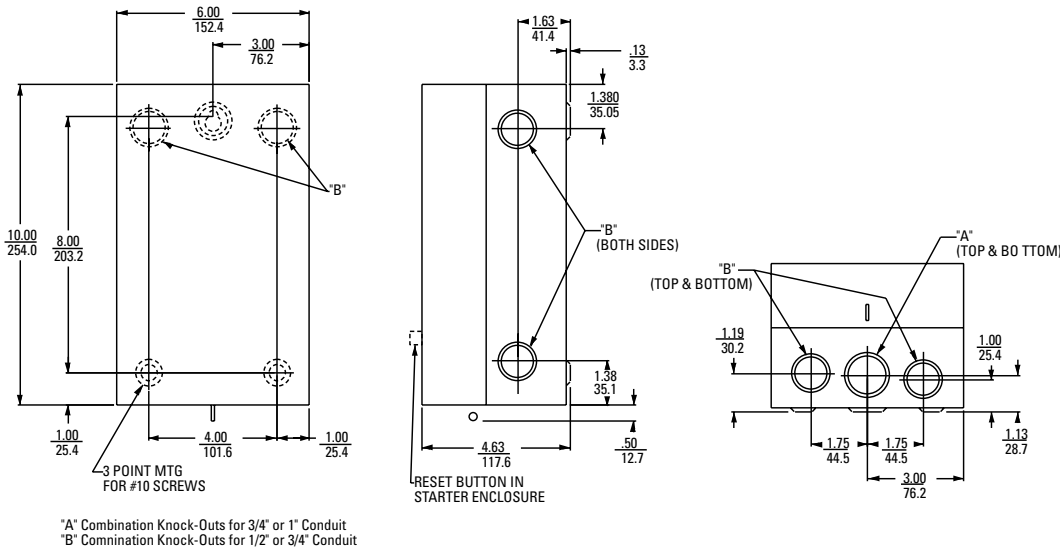 6.00
152.4
3.00
76.2
10.00
254.0
8.00
203.2
"B"
1.00
25.4
4.00
101.6
1.00
25.4
3 POINT MTG
FOR #10 SCREWS
1.63
41.4
.13
3.3
1.380
35.05
"B"
(BOTH SIDES)
1.38
35.1
.50
12.7
4.63
117.6
RESET BUTTON IN
STARTER ENCLOSURE
"A"
(TOP & BO TTOM)
"B"
(TOP & BOTTOM)
1.19
30.2
1.00
25.4
1.75
44.5
1.75
44.5
1.13
28.7
3.00
76.2
"A" Combination Knock-Outs for 3/4" or 1" Conduit
"B" Comnination Knock-Outs for 1/2" or 3/4" Conduit